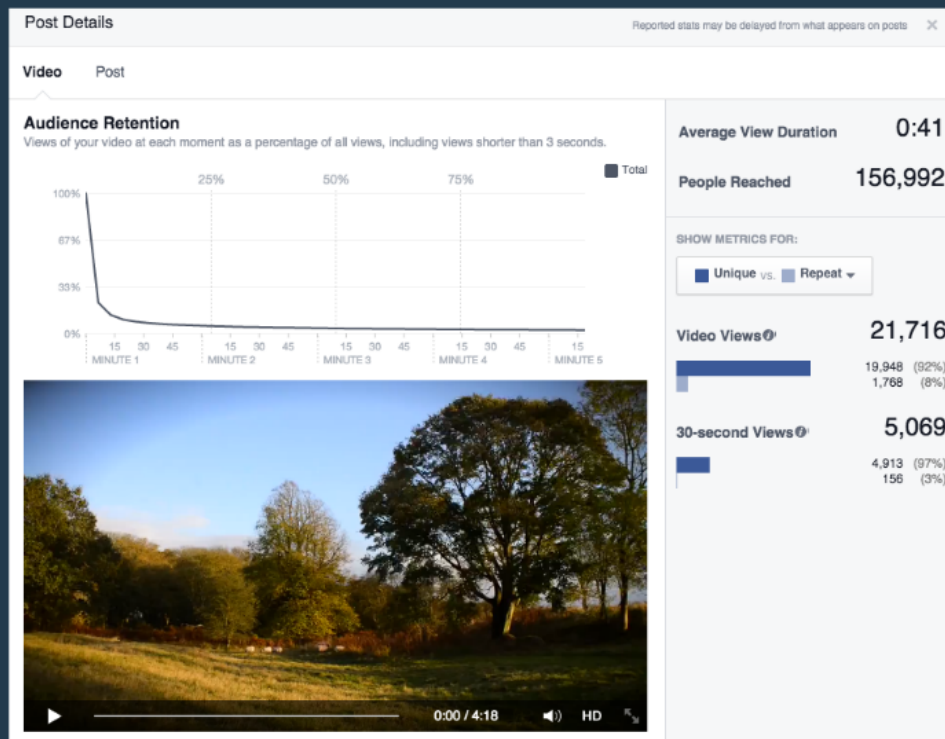 Post Details
Reported stats may be delayed from what appears on posts
Video Post
Audience Retention
Views of your video at each moment as a percentage of all views, including views shorter than 3 seconds.
Total
25% 50% 75%
100%
67%
33%
0%
15 30 45 15 30 45 15 30 45 15 30 45 15
MINUTE 1 MINUTE 2 MINUTE 3 MINUTE 4 MINUTE 5
0:00 / 4:18 HD
Average View Duration 0:41
People Reached 156,992
SHOW METRICS FOR:
Unique vs. Repeat
Video Views 21,716
19,948 (92%)
1,768 (8%)
30-second Views 5,069
4,913 (97%)
156 (3%)